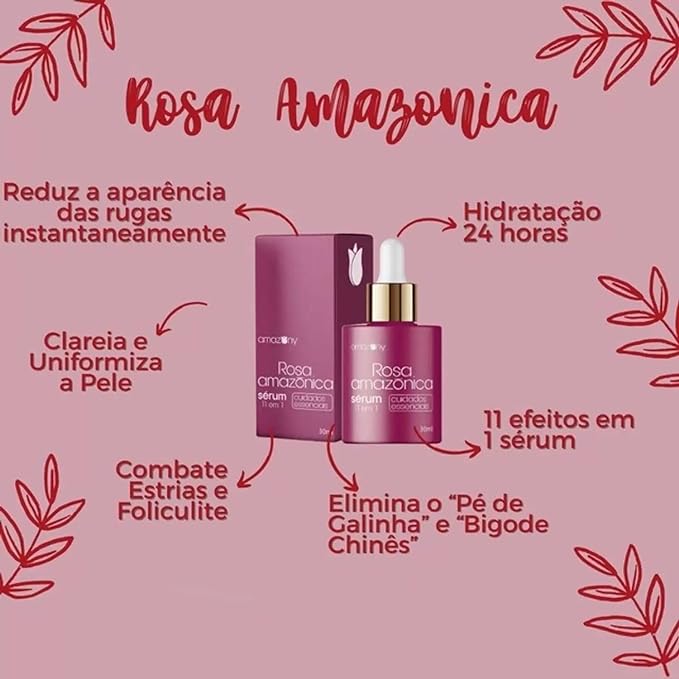 Rosa Amazonica
Reduz a aparência
das rugas
instantaneamente
Hidratação
24 horas
Clareia e
Uniformiza
a Pele
amazony
Rosa
amazônica
sérum
11 em 1
cuidados
essenciais
30ml
amazony
Rosa
amazônica
sérum
11 em 1
cuidados
essenciais
30ml
11 efeitos em
1 sérum
Combate
Estrias e
Foliculite
Elimina o “Pé de
Galinha” e “Bigode
Chinês”